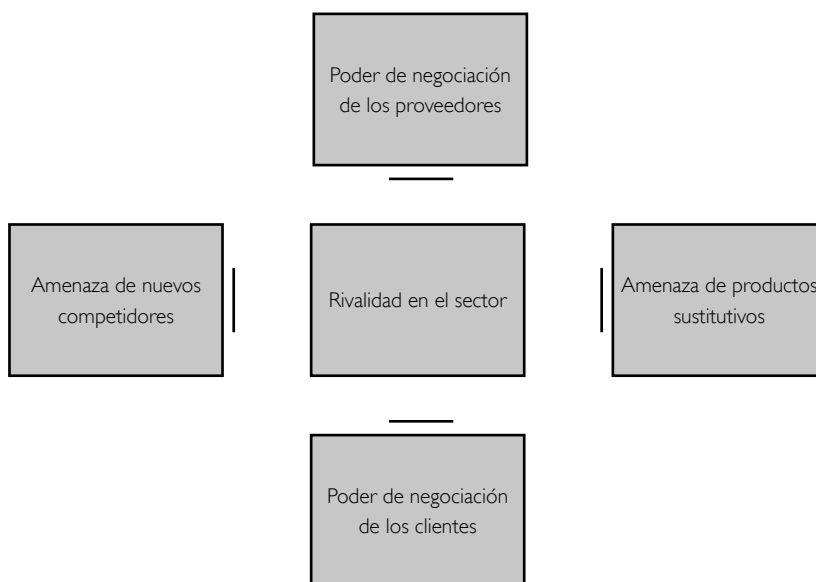 Poder de negociación
de los proveedores
Amenaza de nuevos
competidores
Rivalidad en el sector
Amenaza de productos
sustitutivos
Poder de negociación
de los clientes